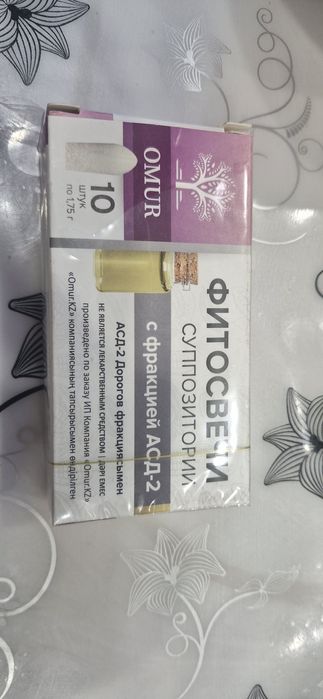 OMUR
10
штук
по 1,75 г
ФИТОСВЕЧИ
СУППОЗИТОРИИ
с фракцией АСД-2
АСД-2 Дорогов фракциясымен
НЕ ЯВЛЯЕТСЯ ЛЕКАРСТВЕННЫМ СРЕДСТВОМ | ДӘРІ ЕМЕС
произведено по заказу ИП Компания «Omur.KZ»
«Omur.KZ» компаниясының тапсырысымен өндірілген